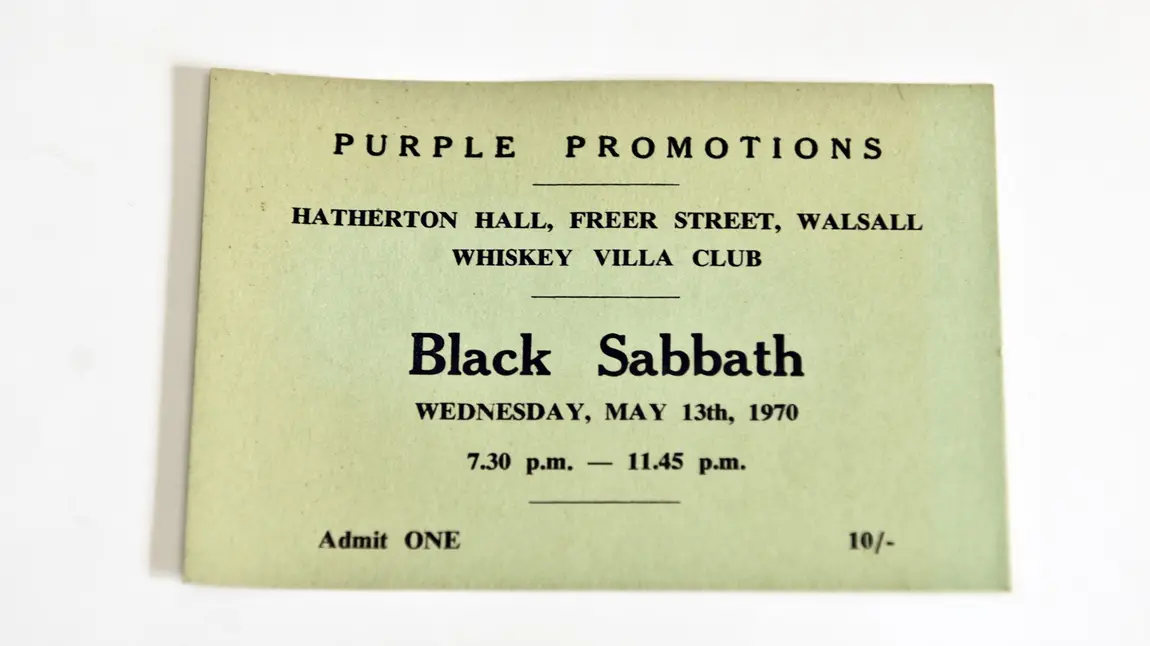 PURPLE PROMOTIONS
HATHERTON HALL, FREER STREET, WALSALL
WHISKEY VILLA CLUB
Black Sabbath
WEDNESDAY, MAY 13th, 1970
7.30 p.m. — 11.45 p.m.
Admit ONE 10/-